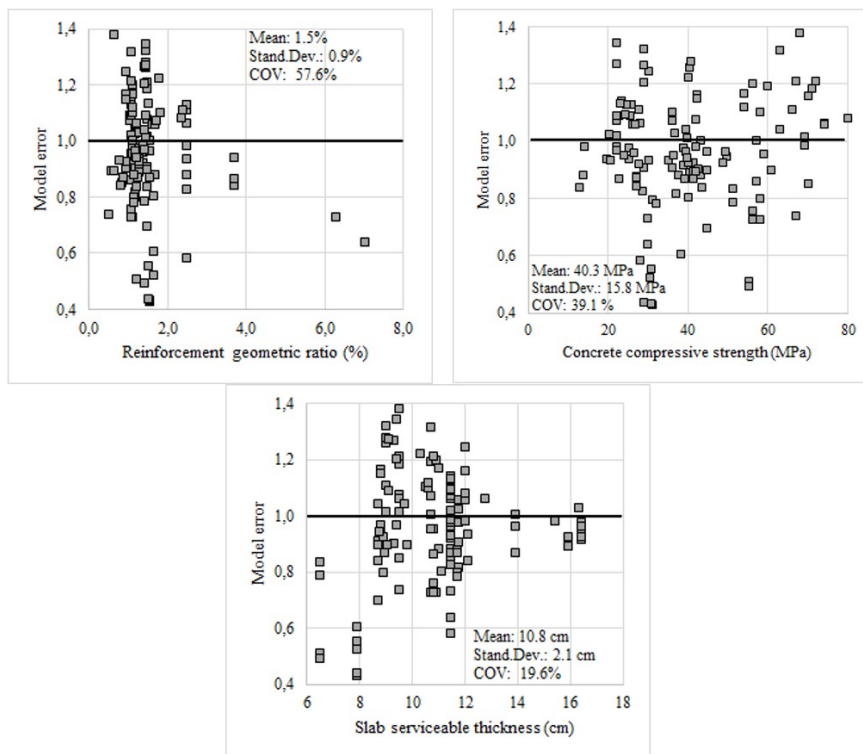 1,4
1,2
1,0
0,8
0,6
0,4
Model error
Mean: 1.5%
Stand.Dev.: 0.9%
COV: 57.6%
0,0 2,0 4,0 6,0 8,0
Reinforcement geometric ratio (%)
1,4
1,2
1,0
0,8
0,6
0,4
Model error
Mean: 40.3 MPa
Stand.Dev.: 15.8 MPa
COV: 39.1 %
0 20 40 60 80
Concrete compressive strength (MPa)
1,4
1,2
1,0
0,8
0,6
0,4
Model error
Mean: 10.8 cm
Stand.Dev.: 2.1 cm
COV: 19.6%
6 8 10 12 14 16 18
Slab serviceable thickness (cm)